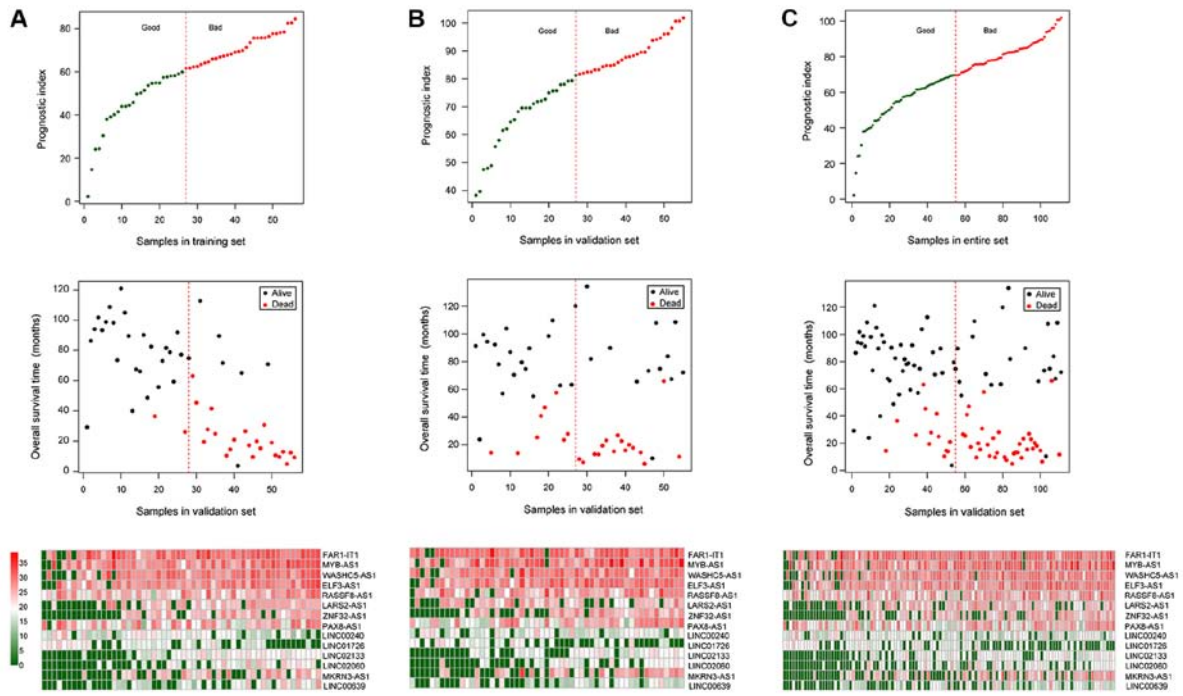 A
Prognostic index
80
60
40
20
0
Good
Bad
0 10 20 30 40 50
Samples in training set
B
Prognostic index
100
90
80
70
60
50
40
Good
Bad
0 10 20 30 40 50
Samples in validation set
C
Prognostic index
100
80
60
40
20
0
Good
Bad
0 20 40 60 80 100
Samples in entire set
Overall survival time (months)
120
100
80
60
40
20
0
Alive
Dead
0 10 20 30 40 50
Samples in validation set
Overall survival time (months)
120
100
80
60
40
20
Alive
Dead
0 10 20 30 40 50
Samples in validation set
Overall survival time (months)
120
100
80
60
40
20
0
Alive
Dead
0 20 40 60 80 100
Samples in validation set
35
30
25
20
15
10
5
0
FAR1-IT1
MYB-AS1
WASHC5-AS1
ELF3-AS1
RASSF8-AS1
LARS2-AS1
ZNF32-AS1
PAX8-AS1
LINC00240
LINC01726
LINC02133
LINC02060
MKRN3-AS1
LINC00639
FAR1-IT1
MYB-AS1
WASHC5-AS1
ELF3-AS1
RASSF8-AS1
LARS2-AS1
ZNF32-AS1
PAX8-AS1
LINC00240
LINC01726
LINC02133
LINC02060
MKRN3-AS1
LINC00639
FAR1-IT1
MYB-AS1
WASHC5-AS1
ELF3-AS1
RASSF8-AS1
LARS2-AS1
ZNF32-AS1
PAX8-AS1
LINC00240
LINC01726
LINC02133
LINC02060
MKRN3-AS1
LINC00639